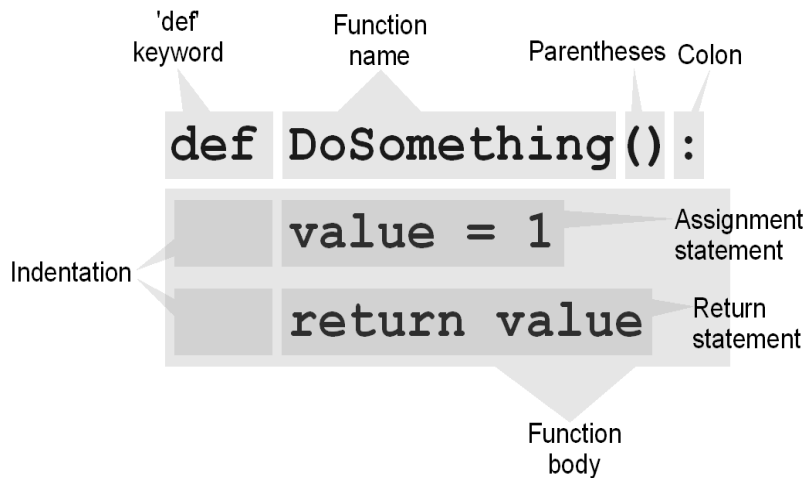 'def'
keyword
Function
name
Parentheses
Colon
def DoSomething():
value = 1
Assignment
statement
Indentation
return value
Return
statement
Function
body